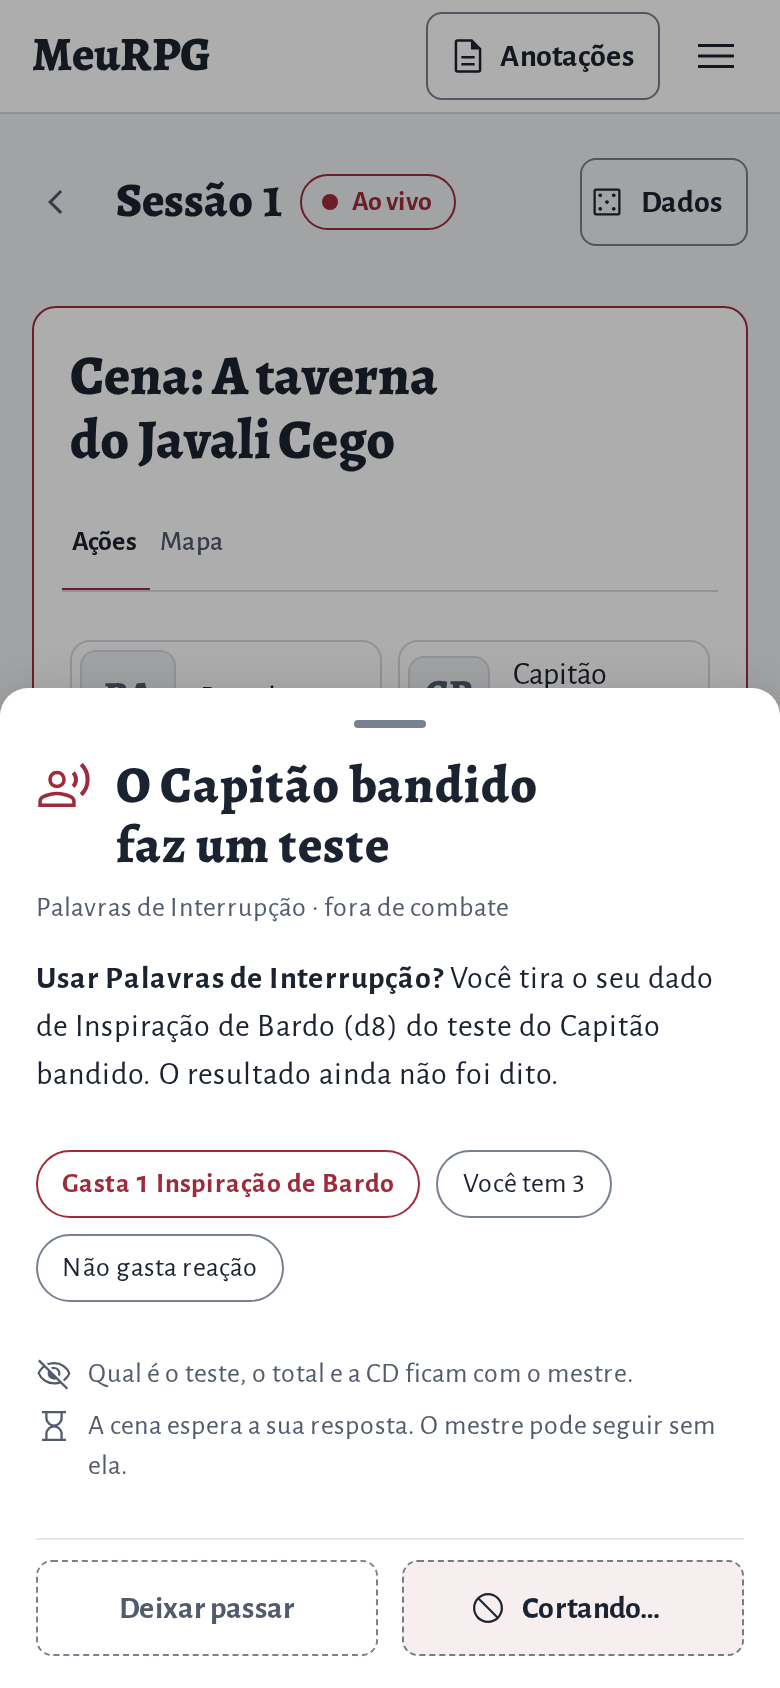 MeuRPG
Anotações
Sessão 1
Ao vivo
Dados
Cena: A taverna
do Javali Cego
Ações
Mapa
Capitão
O Capitão bandido
faz um teste
Palavras de Interrupção · fora de combate
Usar Palavras de Interrupção? Você tira o seu dado
de Inspiração de Bardo (d8) do teste do Capitão
bandido. O resultado ainda não foi dito.
Gasta 1 Inspiração de Bardo
Você tem 3
Não gasta reação
Qual é o teste, o total e a CD ficam com o mestre.
A cena espera a sua resposta. O mestre pode seguir sem
ela.
Deixar passar
Cortando...